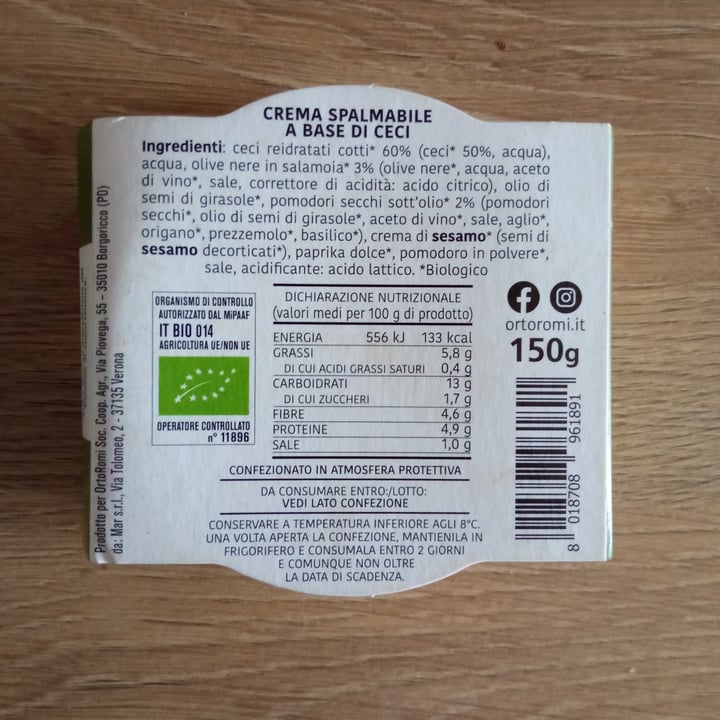 CREMA SPALMABILE
A BASE DI CECI
Ingredienti: ceci reidratati cotti* 60% (ceci* 50%, acqua),
acqua, olive nere in salamoia* 3% (olive nere*, acqua, aceto
di vino*, sale, correttore di acidità: acido citrico), olio di
semi di girasole*, pomodori secchi sott'olio* 2% (pomodori
secchi*, olio di semi di girasole*, aceto di vino*, sale, aglio*,
origano*, prezzemolo*, basilico*), crema di sesamo* (semi di
sesamo decorticati*), paprika dolce*, pomodoro in polvere*,
sale, acidificante: acido lattico. *Biologico
Prodotto per OrtoRomi Soc. Coop. Agr., Via Piovega, 55 - 35010 Borgoricco (PD)
da: Mar s.r.l., Via Tolomeo, 2 - 37135 Verona
ORGANISMO DI CONTROLLO
AUTORIZZATO DAL MiPAAF
IT BIO 014
AGRICOLTURA UE/NON UE
OPERATORE CONTROLLATO
n° 11896
DICHIARAZIONE NUTRIZIONALE
(valori medi per 100 g di prodotto)
ENERGIA 556 kJ 133 kcal
GRASSI 5,8 g
DI CUI ACIDI GRASSI SATURI 0,4 g
CARBOIDRATI 13 g
DI CUI ZUCCHERI 1,7 g
FIBRE 4,6 g
PROTEINE 4,9 g
SALE 1,0 g
ortoromi.it
150g
8 018708 961891
CONFEZIONATO IN ATMOSFERA PROTETTIVA
DA CONSUMARE ENTRO:/LOTTO:
VEDI LATO CONFEZIONE
CONSERVARE A TEMPERATURA INFERIORE AGLI 8°C.
UNA VOLTA APERTA LA CONFEZIONE, MANTIENILA IN
FRIGORIFERO E CONSUMALA ENTRO 2 GIORNI
E COMUNQUE NON OLTRE
LA DATA DI SCADENZA.